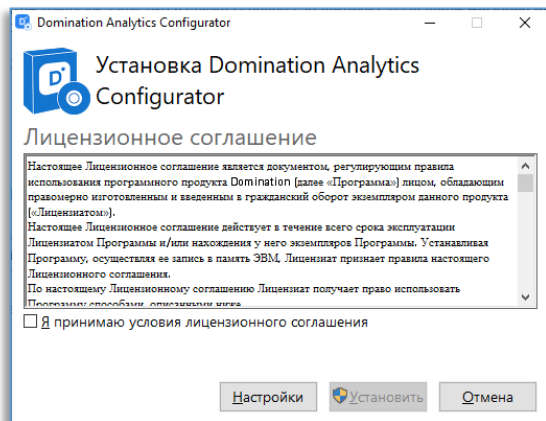 Domination Analytics Configurator
Установка Domination Analytics
Configurator
Лицензионное соглашение
Настоящее Лицензионное соглашение является документом, регулирующим правила
использования программного продукта Domination (далее «Программа») лицом, обладающим
правомерно изготовленным и введенным в гражданский оборот экземпляром данного продукта
(«Лицензиатом»).
Настоящее Лицензионное соглашение действует в течение всего срока эксплуатации
Лицензиатом Программы и/или нахождения у него экземпляров Программы. Устанавливая
Программу, осуществляя ее запись в память ЭВМ, Лицензиат признает правила настоящего
Лицензионного соглашения.
По настоящему Лицензионному соглашению Лицензиат получает право использовать
Программу способами, описанными ниже.
Я принимаю условия лицензионного соглашения
Настройки Установить Отмена